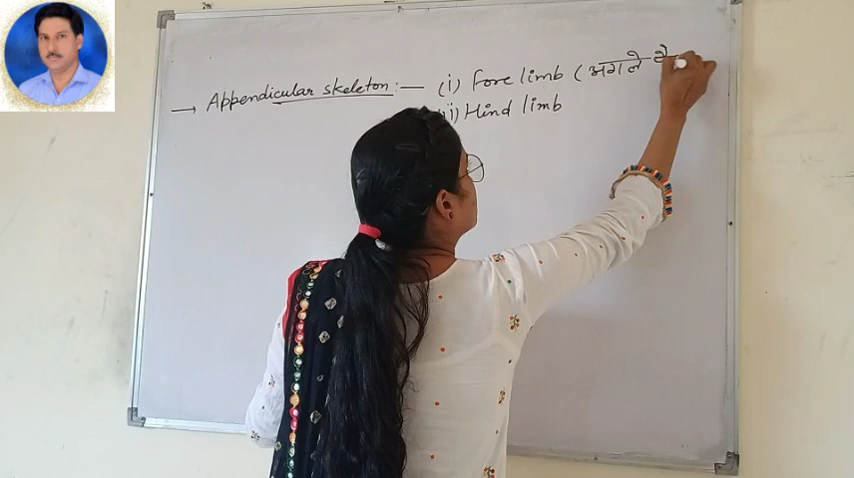 → Appendicular skeleton:— (i) Fore limb (अगले पै
(ii) Hind limb